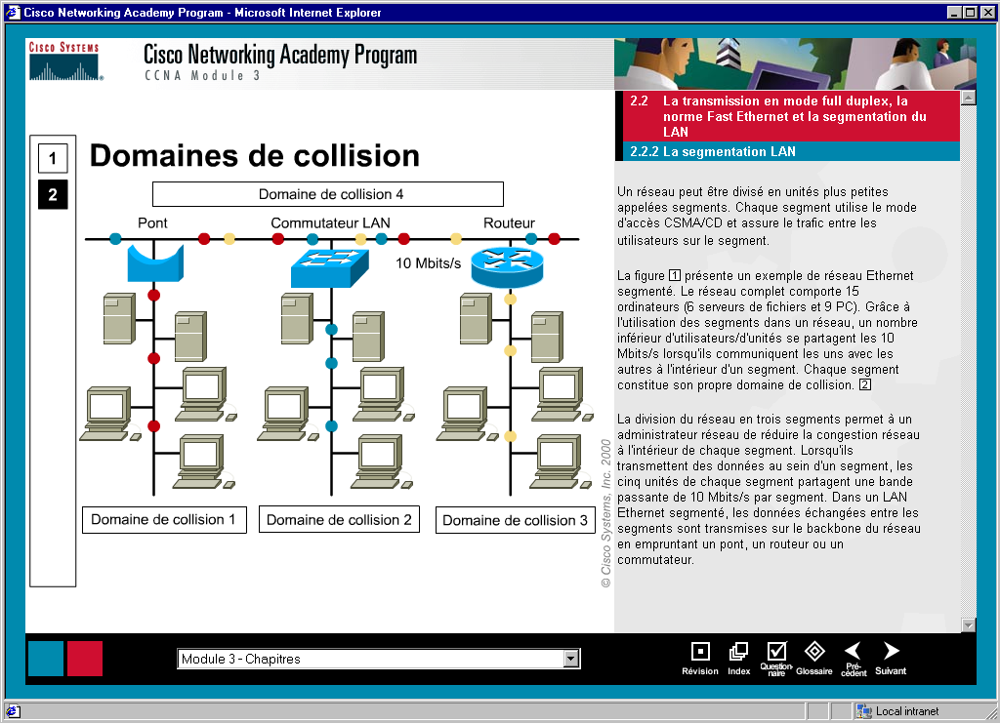 Cisco Networking Academy Program - Microsoft Internet Explorer
CISCO SYSTEMS
Cisco Networking Academy Program
CCNA Module 3
2.2 La transmission en mode full duplex, la
norme Fast Ethernet et la segmentation du
LAN
2.2.2 La segmentation LAN
1
2
Domaines de collision
Domaine de collision 4
Pont
Commutateur LAN
Routeur
10 Mbits/s
Domaine de collision 1
Domaine de collision 2
Domaine de collision 3
© Cisco Systems, Inc. 2000
Un réseau peut être divisé en unités plus petites
appelées segments. Chaque segment utilise le mode
d'accès CSMA/CD et assure le trafic entre les
utilisateurs sur le segment.
La figure 1 présente un exemple de réseau Ethernet
segmenté. Le réseau complet comporte 15
ordinateurs (6 serveurs de fichiers et 9 PC). Grâce à
l'utilisation des segments dans un réseau, un nombre
inférieur d'utilisateurs/d'unités se partagent les 10
Mbits/s lorsqu'ils communiquent les uns avec les
autres à l'intérieur d'un segment. Chaque segment
constitue son propre domaine de collision. 2
La division du réseau en trois segments permet à un
administrateur réseau de réduire la congestion réseau
à l'intérieur de chaque segment. Lorsqu'ils
transmettent des données au sein d'un segment, les
cinq unités de chaque segment partagent une bande
passante de 10 Mbits/s par segment. Dans un LAN
Ethernet segmenté, les données échangées entre les
segments sont transmises sur le backbone du réseau
en empruntant un pont, un routeur ou un
commutateur.
Module 3 - Chapitres
Révision
Index
Question-
naire
Glossaire
Pré-
cédent
Suivant
Local intranet